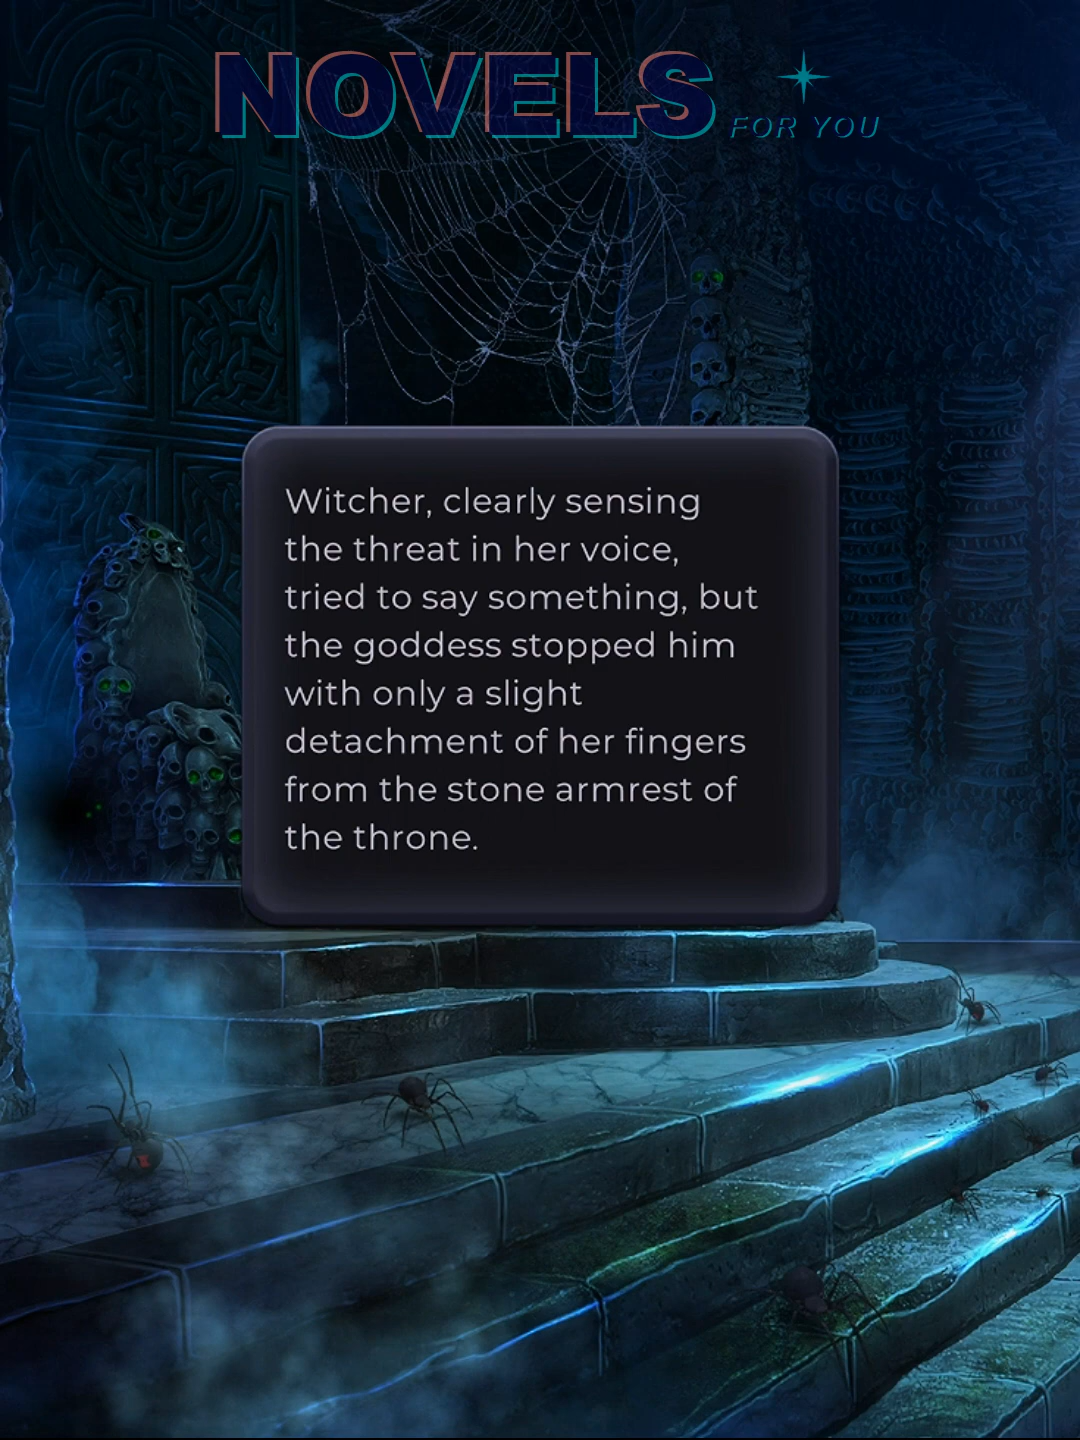 NOVELS
FOR YOU
Witcher, clearly sensing
the threat in her voice,
tried to say something, but
the goddess stopped him
with only a slight
detachment of her fingers
from the stone armrest of
the throne.